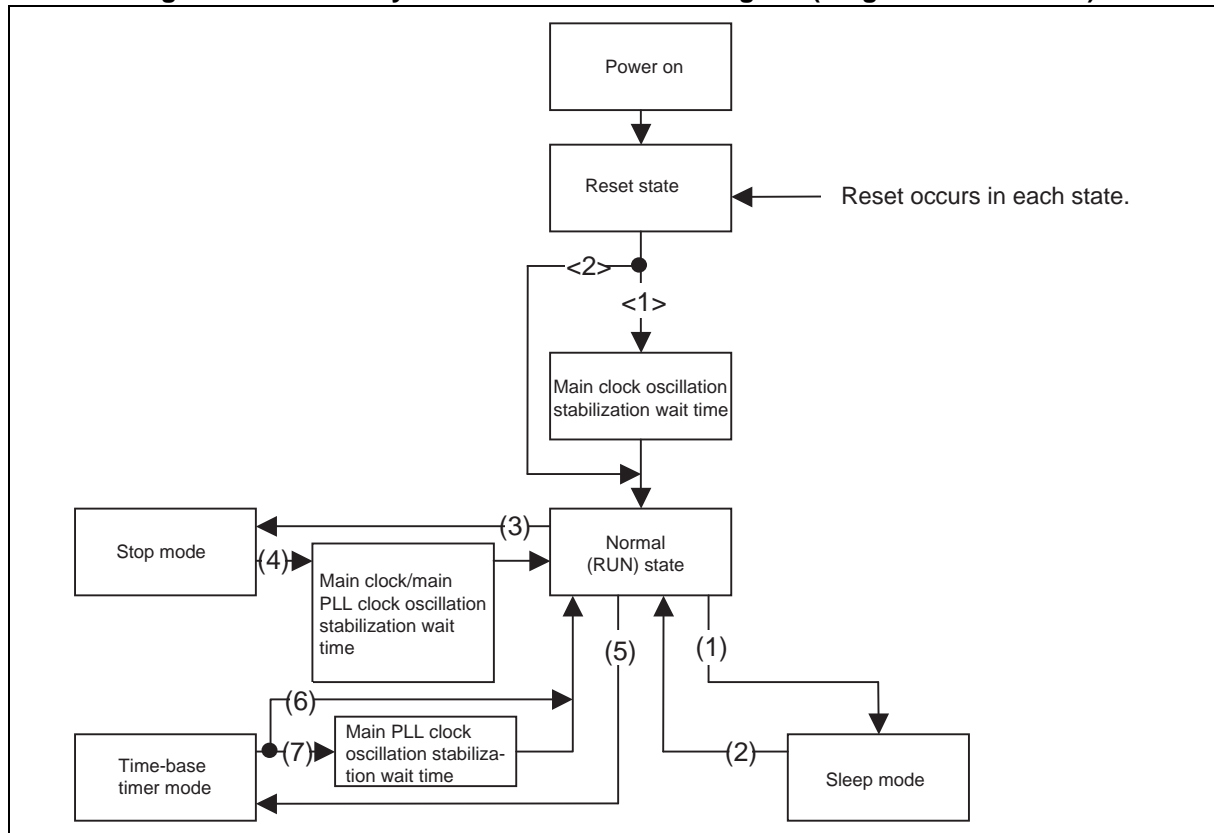 Power on
Reset state
Reset occurs in each state.
<2>
<1>
Main clock oscillation
stabilization wait time
Stop mode
(3)
(4)
Main clock/main
PLL clock oscillation
stabilization wait
time
Normal
(RUN) state
(5)
(1)
(6)
(7)
Main PLL clock
oscillation stabiliza-
tion wait time
Time-base
timer mode
(2)
Sleep mode